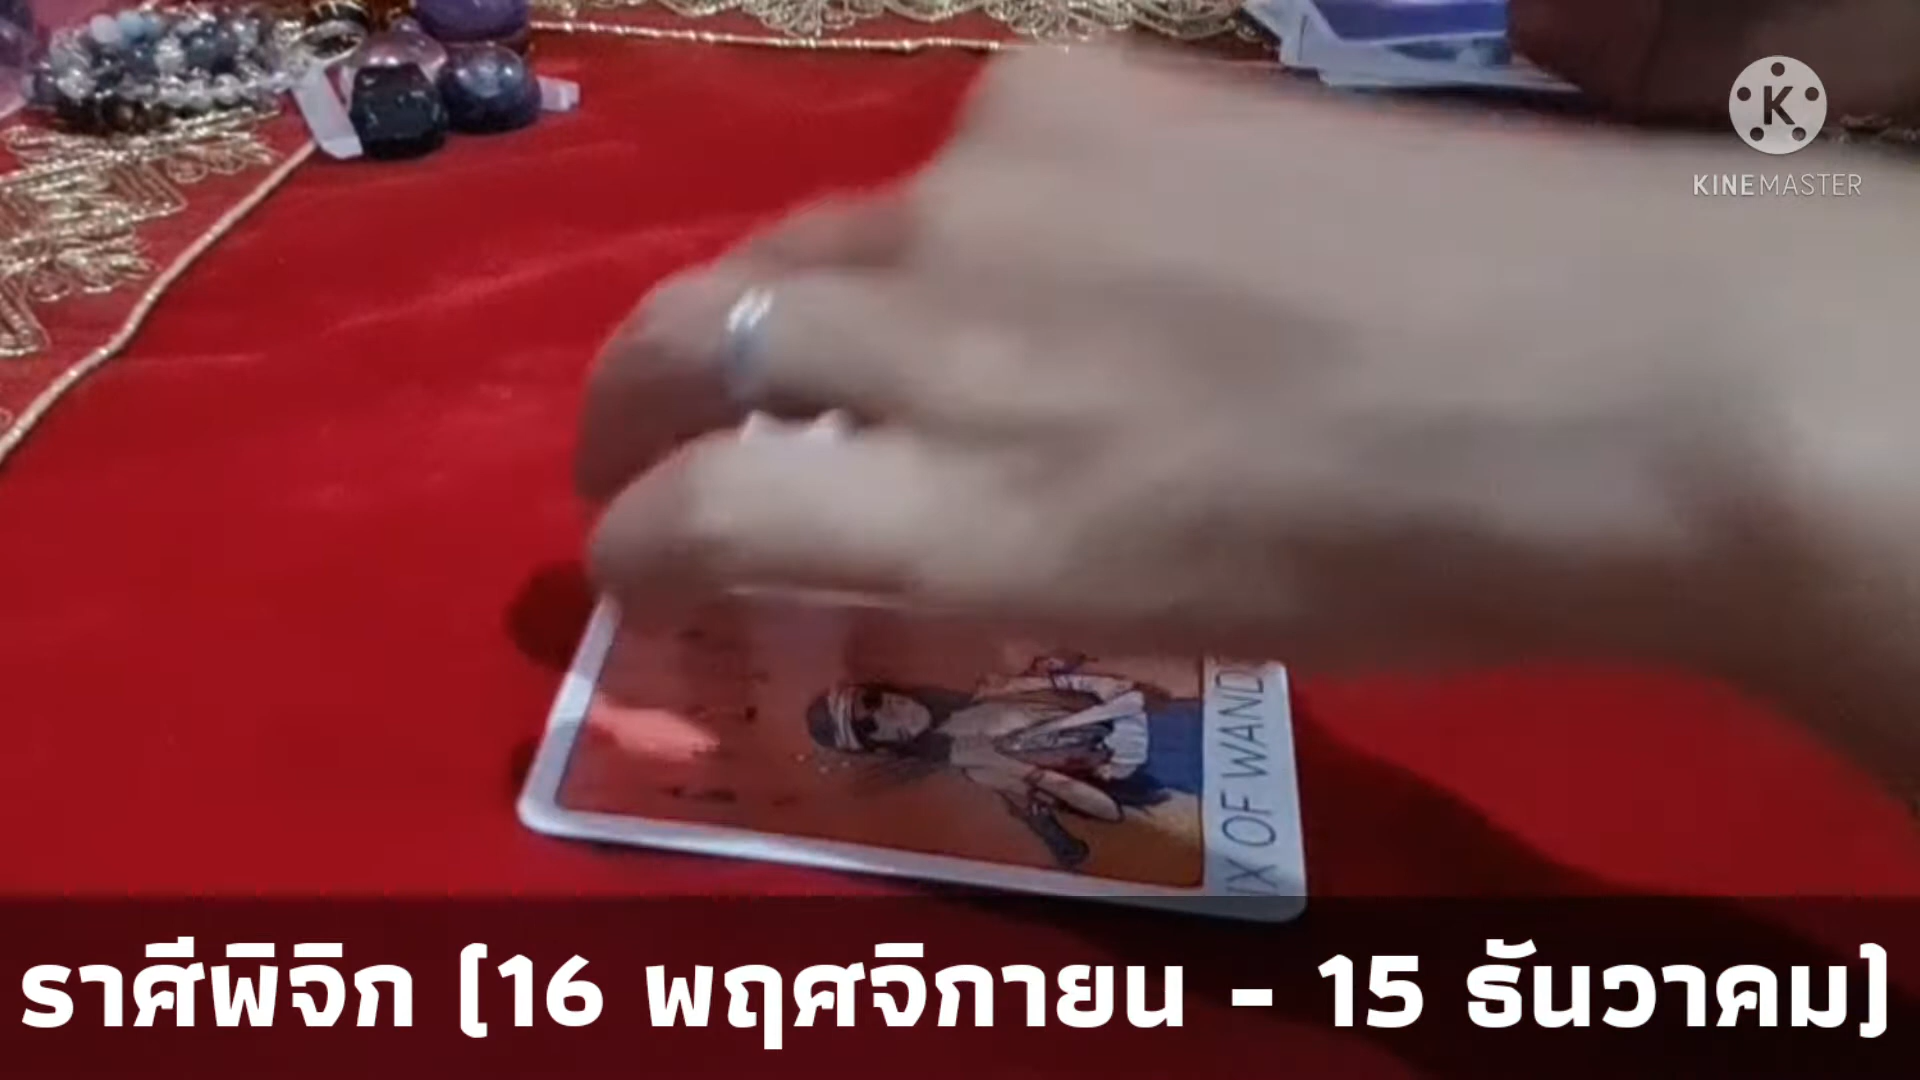 KINEMASTER
IX OF WAND
ราศีพิจิก (16 พฤศจิกายน - 15 ธันวาคม)